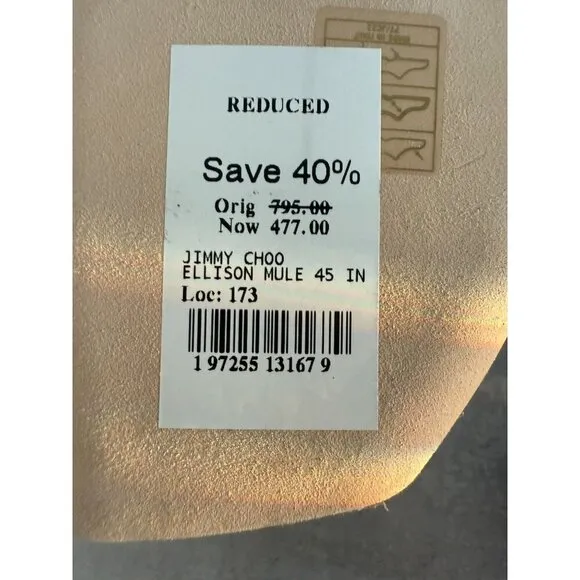 REDUCED
Save 40%
Orig 795.00
Now 477.00
JIMMY CHOO
ELLISON MULE 45 IN
Loc: 173
1 97255 13167 9